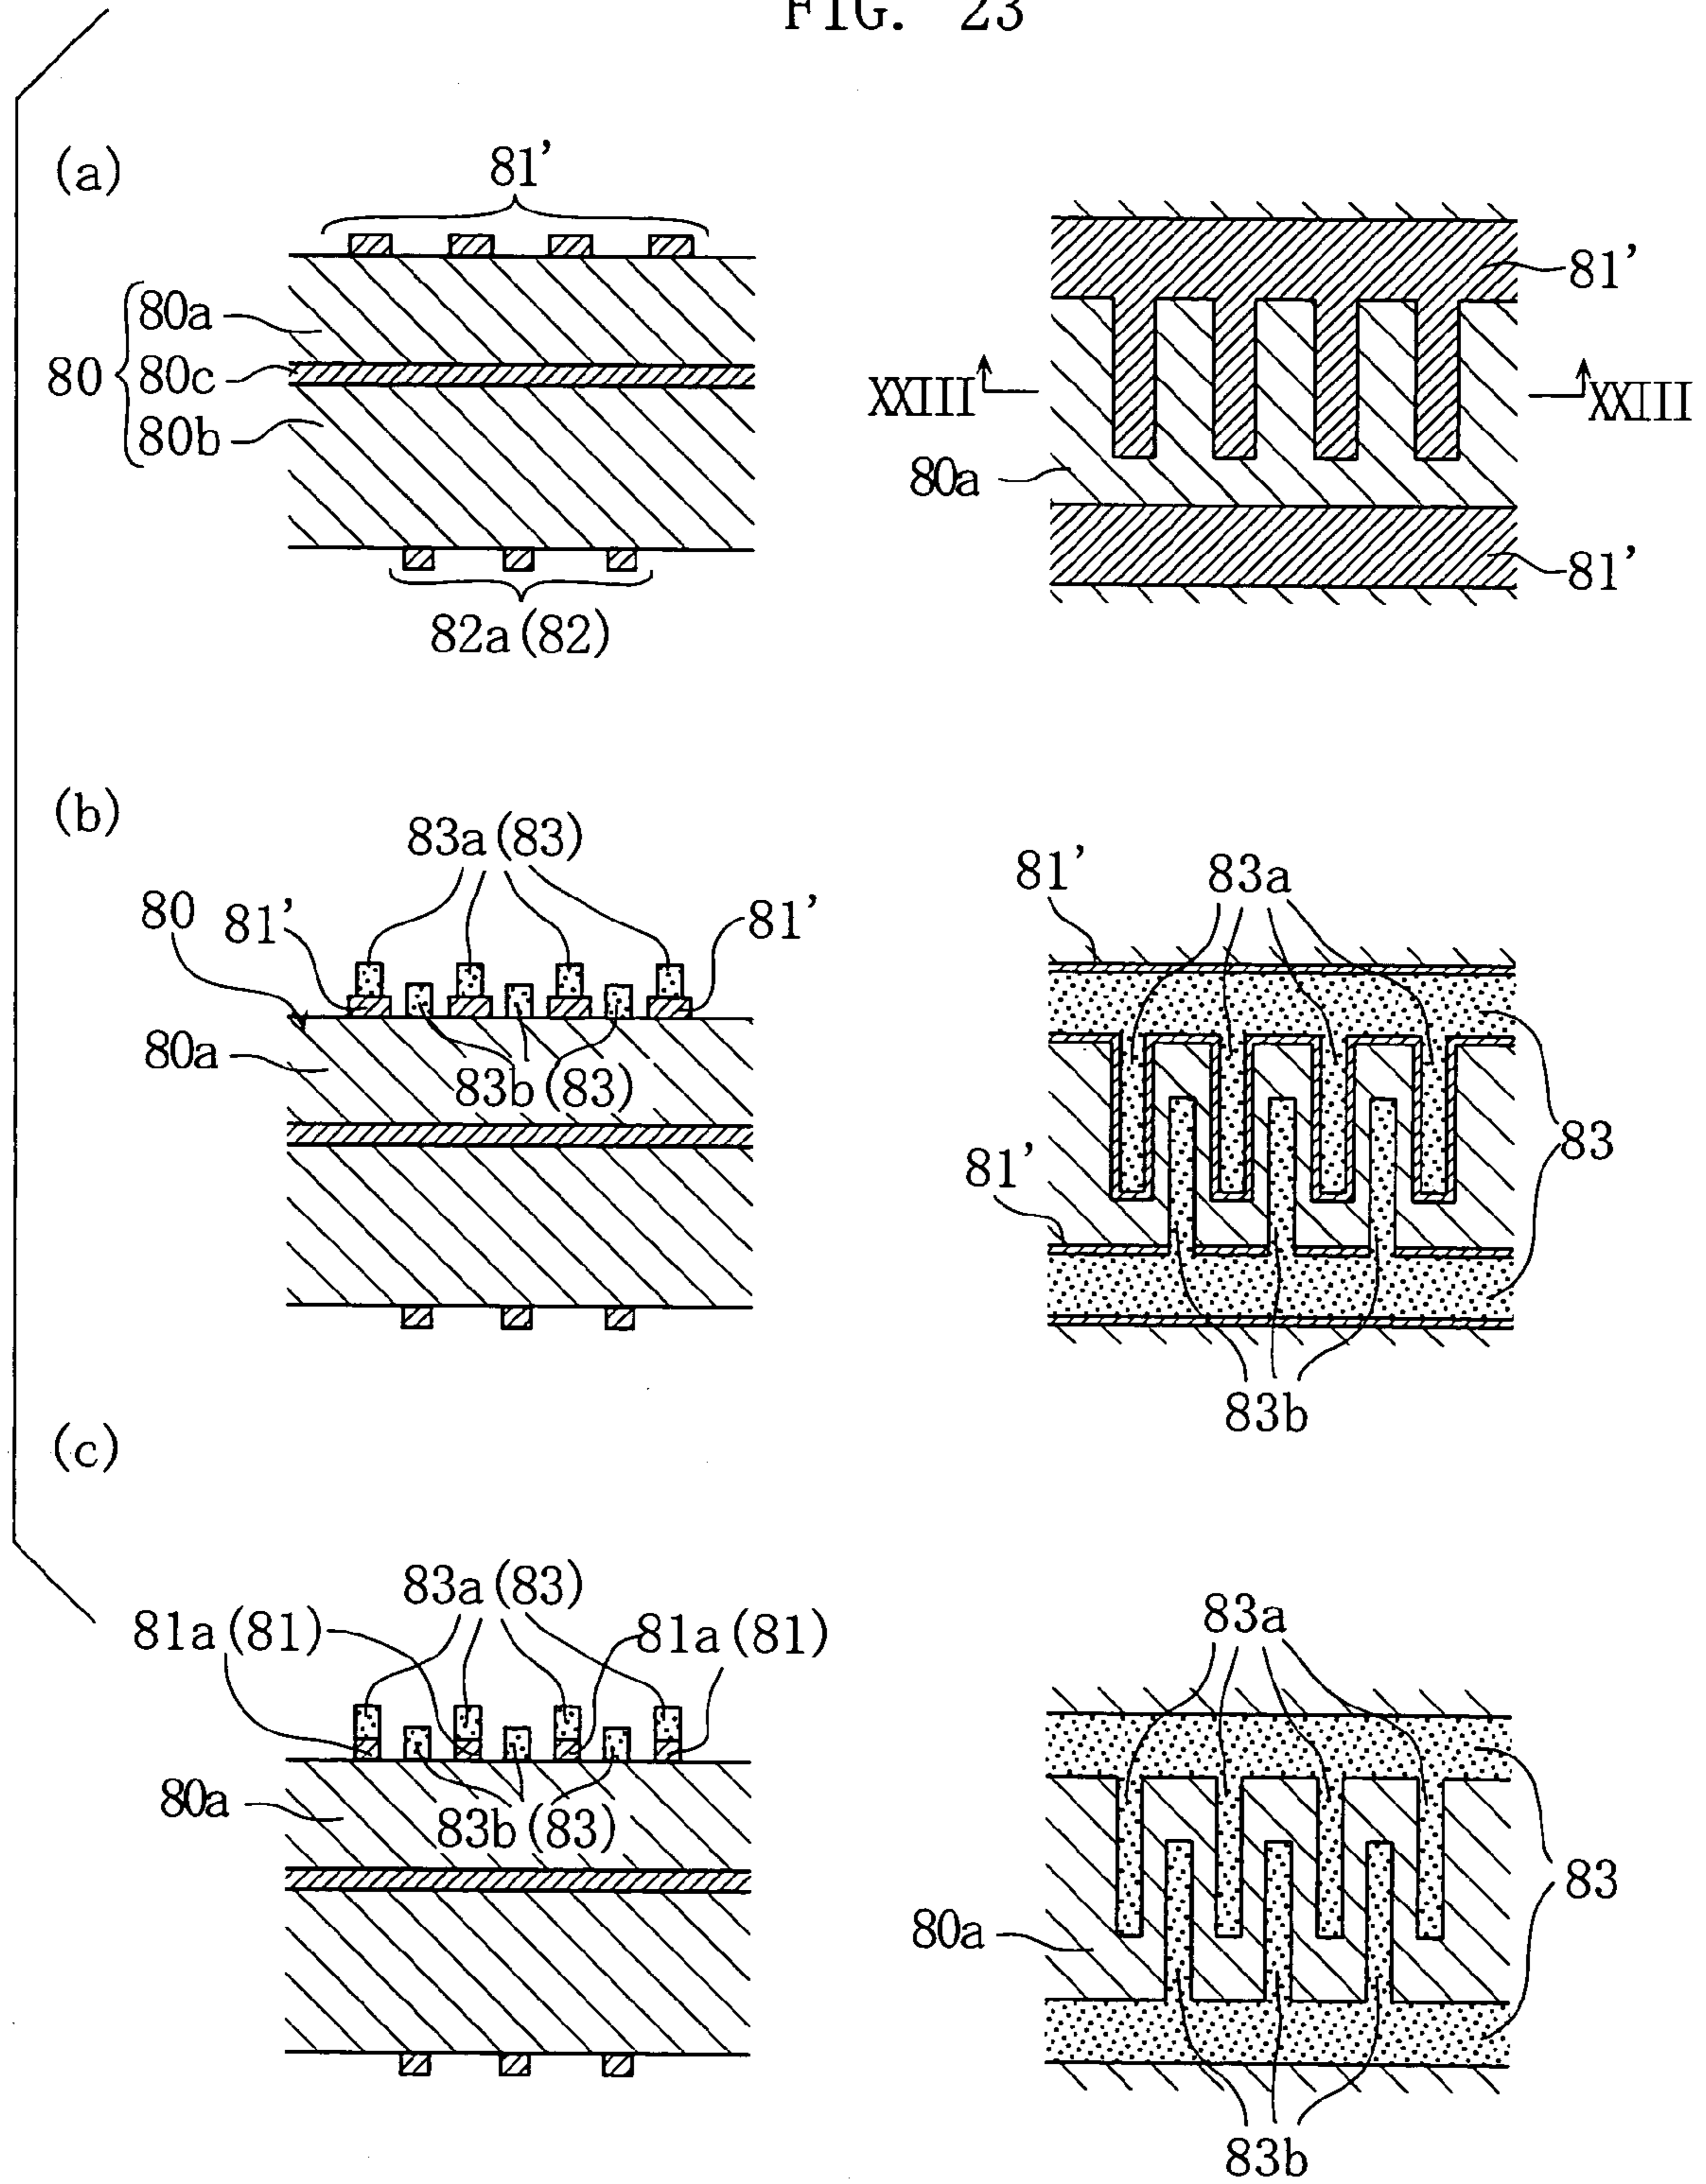 FIG. 23
(a)
81'
80a
80 80c
80b
82a(82)
81'
XXIII XXIII
80a
81'
(b)
83a(83)
80 81' 81'
80a
83b(83)
81' 83a
83
81'
83b
(c)
83a(83)
81a(81) 81a(81)
80a
83b(83)
83a
83
80a
83b